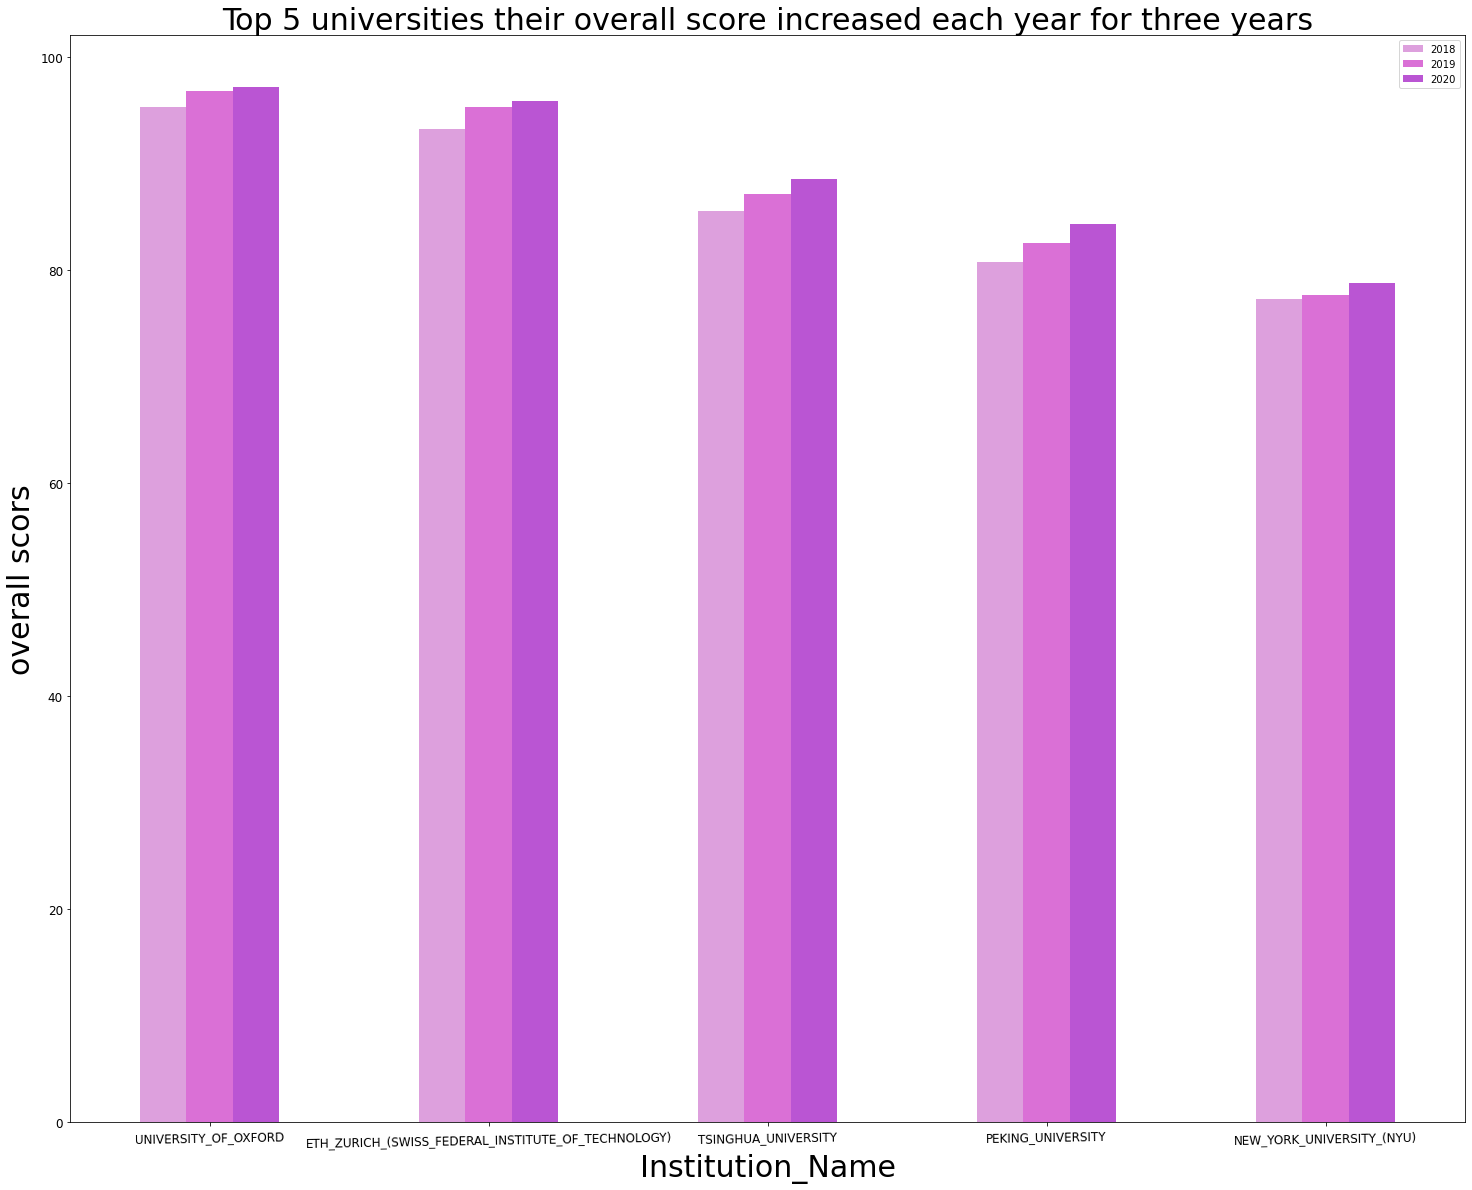 Top 5 universities their overall score increased each year for three years
2018
2019
2020
100
80
60
40
20
0
overall scors
UNIVERSITY_OF_OXFORD
ETH_ZURICH_(SWISS_FEDERAL_INSTITUTE_OF_TECHNOLOGY)
TSINGHUA_UNIVERSITY
PEKING_UNIVERSITY
NEW_YORK_UNIVERSITY_(NYU)
Institution_Name